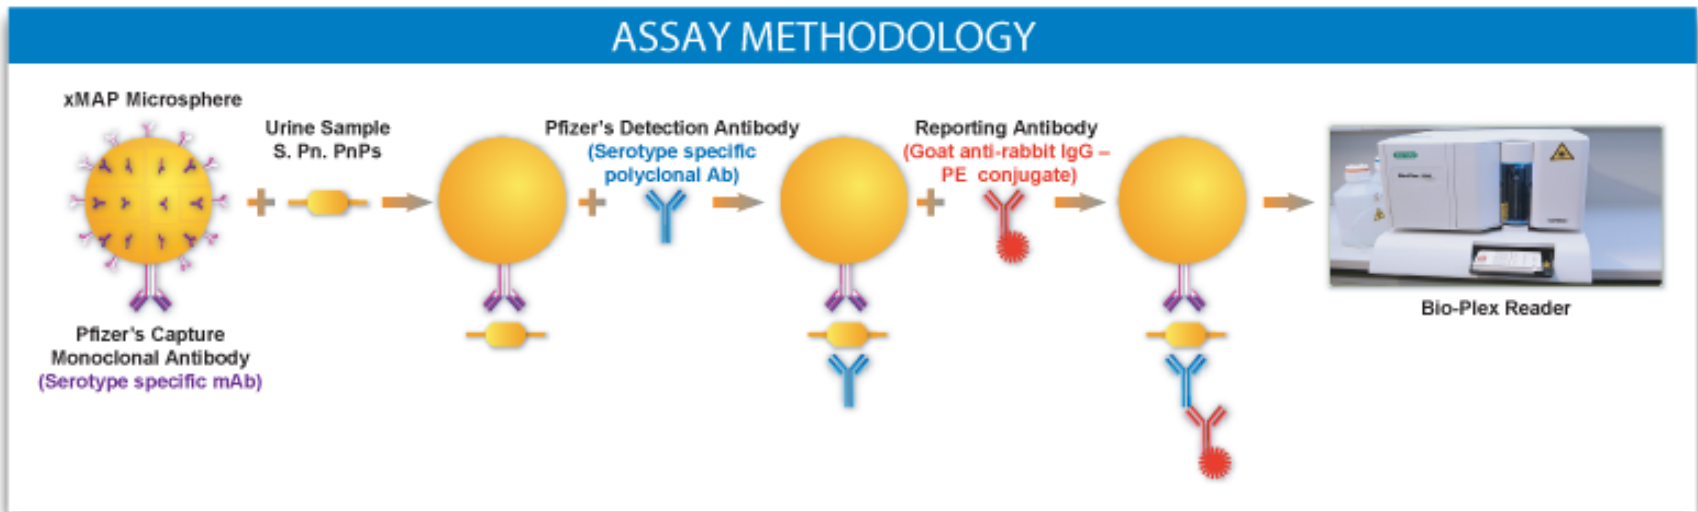 ASSAY METHODOLOGY
xMAP Microsphere
Urine Sample
S. Pn. PnPs
Pfizer's Detection Antibody
(Serotype specific
polyclonal Ab)
Reporting Antibody
(Goat anti-rabbit IgG –
PE conjugate)
Pfizer's Capture
Monoclonal Antibody
(Serotype specific mAb)
Bio-Plex Reader